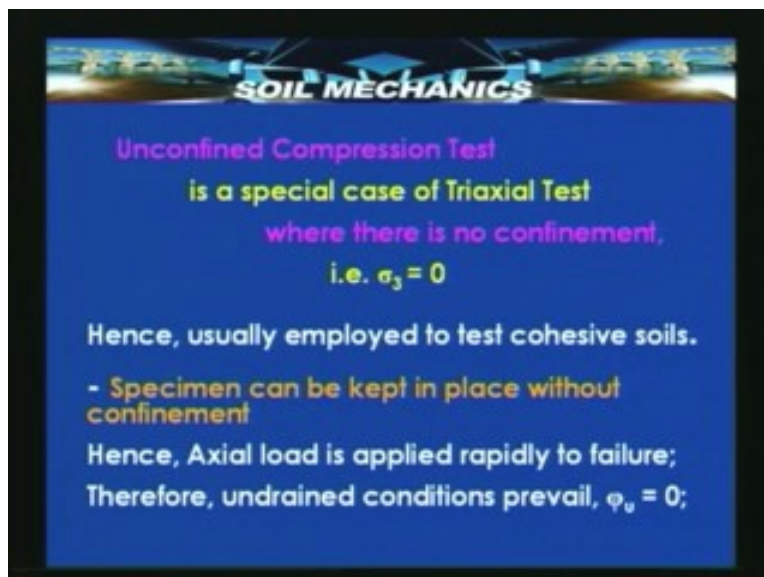 SOIL MECHANICS
Unconfined Compression Test
is a special case of Triaxial Test
where there is no confinement,
i.e. σ₃ = 0
Hence, usually employed to test cohesive soils.
- Specimen can be kept in place without
confinement
Hence, Axial load is applied rapidly to failure;
Therefore, undrained conditions prevail, φᵤ = 0;